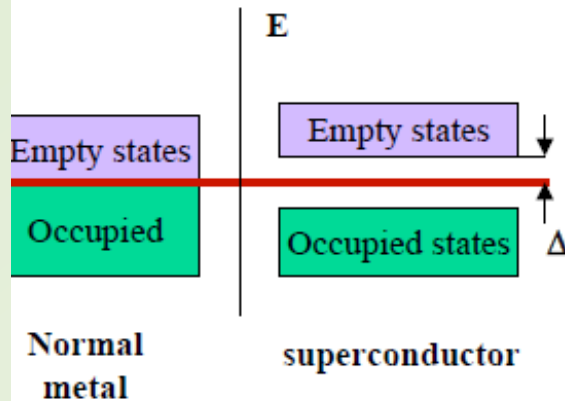 E
Empty states
Empty states
Occupied
Occupied states
Δ
Normal
metal
superconductor